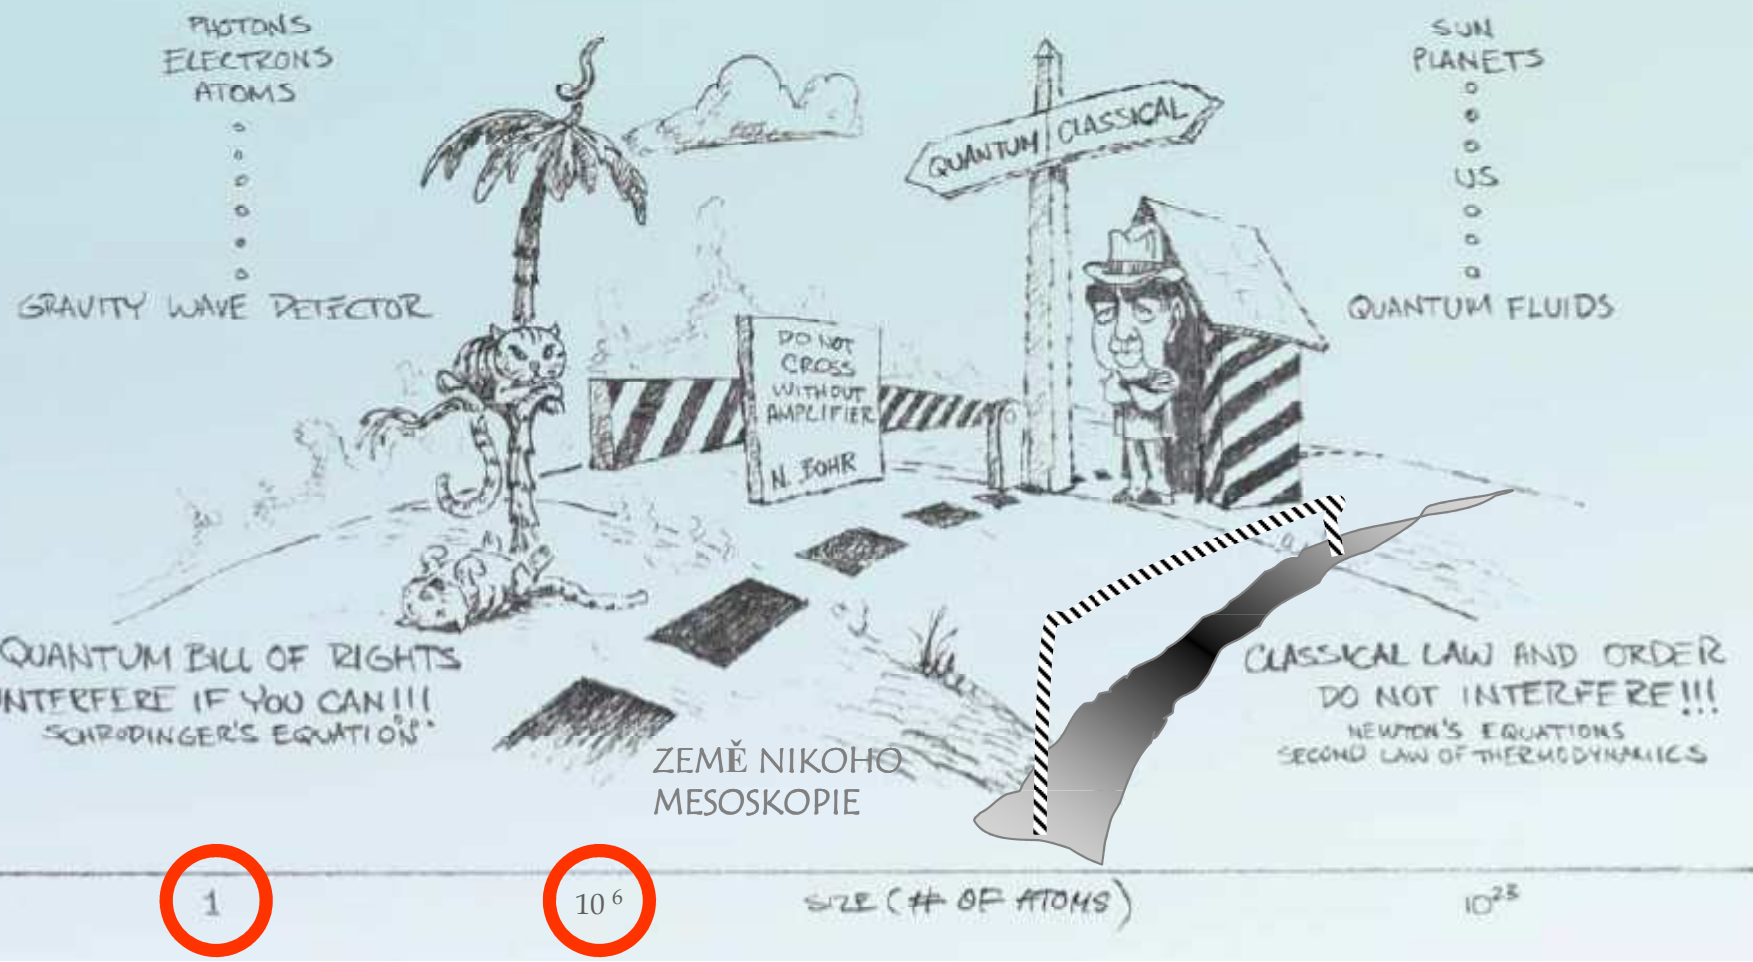 PHOTONS
ELECTRONS
ATOMS
GRAVITY WAVE DETECTOR
QUANTUM CLASSICAL
SUN
PLANETS
US
QUANTUM FLUIDS
DO NOT
CROSS
WITHOUT
AMPLIFIER
N. BOHR
QUANTUM BILL OF RIGHTS
INTERFERE IF YOU CAN!!!
SCHRODINGER'S EQUATION
CLASSICAL LAW AND ORDER
DO NOT INTERFERE!!!
NEWTON'S EQUATIONS
SECOND LAW OF THERMODYNAMICS
ZEMĚ NIKOHO
MESOSKOPIE
1
10⁶
SIZE (# OF ATOMS)
10²³